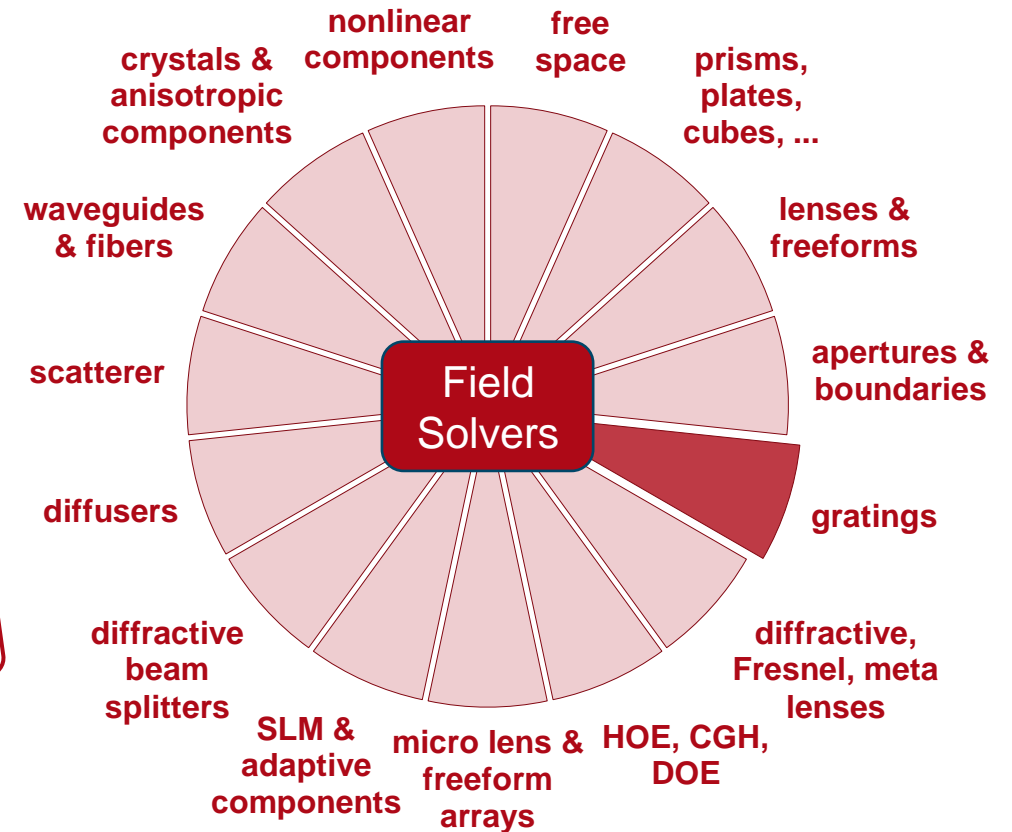 nonlinear
components
free
space
prisms,
plates,
cubes, ...
lenses &
freeforms
apertures &
boundaries
gratings
diffractive,
Fresnel, meta
lenses
HOE, CGH,
DOE
micro lens &
freeform
arrays
SLM &
adaptive
components
diffractive
beam
splitters
diffusers
scatterer
waveguides
& fibers
crystals &
anisotropic
components
Field
Solvers